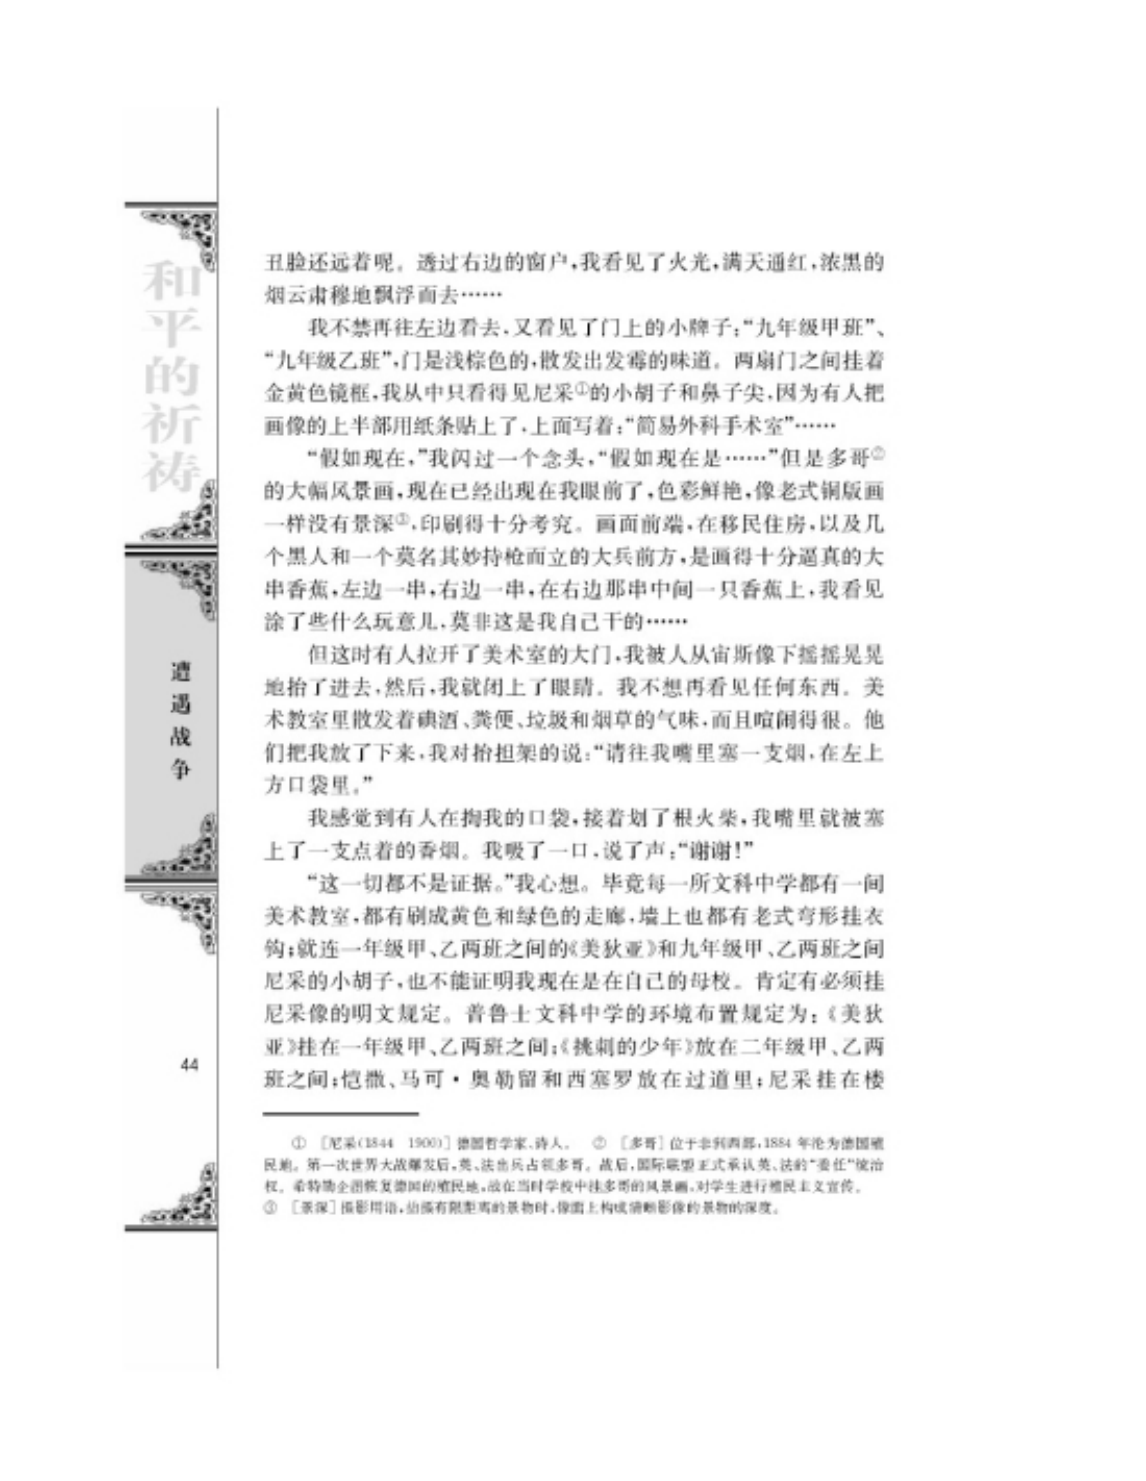 和平的祈祷
遭遇战争
44
丑脸还远着呢。透过右边的窗户,我看见了火光,满天通红,浓黑的
烟云肃穆地飘浮而去……
我不禁再往左边看去,又看见了门上的小牌子:“九年级甲班”、
“九年级乙班”,门是浅棕色的,散发出发霉的味道。两扇门之间挂着
金黄色镜框,我从中只看得见尼采①的小胡子和鼻子尖,因为有人把
画像的上半部用纸条贴上了,上面写着:“简易外科手术室”……
“假如现在,”我闪过一个念头,“假如现在是……”但是多哥②
的大幅风景画,现在已经出现在我眼前了,色彩鲜艳,像老式铜版画
一样没有景深③,印刷得十分考究。画面前端,在移民住房,以及几
个黑人和一个莫名其妙持枪而立的大兵前方,是画得十分逼真的大
串香蕉,左边一串,右边一串,在右边那串中间一只香蕉上,我看见
涂了些什么玩意儿,莫非这是我自己干的……
但这时有人拉开了美术室的大门,我被人从宙斯像下摇摇晃晃
地抬了进去,然后,我就闭上了眼睛。我不想再看见任何东西。美
术教室里散发着碘酒、粪便、垃圾和烟草的气味,而且喧闹得很。他
们把我放了下来,我对抬担架的说:“请往我嘴里塞一支烟,在左上
方口袋里。”
我感觉到有人在掏我的口袋,接着划了根火柴,我嘴里就被塞
上了一支点着的香烟。我吸了一口,说了声:“谢谢!”
“这一切都不是证据。”我心想。毕竟每一所文科中学都有一间
美术教室,都有刷成黄色和绿色的走廊,墙上也都有老式弯形挂衣
钩;就连一年级甲、乙两班之间的《美狄亚》和九年级甲、乙两班之间
尼采的小胡子,也不能证明我现在是在自己的母校。肯定有必须挂
尼采像的明文规定。普鲁士文科中学的环境布置规定为:《美狄
亚》挂在一年级甲、乙两班之间;《挑刺的少年》放在二年级甲、乙两
班之间;恺撒、马可·奥勒留和西塞罗放在过道里;尼采挂在楼
① [尼采(1844 1900)] 德国哲学家、诗人。 ② [多哥] 位于非洲西部,1884 年沦为德国殖
民地。第一次世界大战爆发后,英、法出兵占领多哥。战后,国际联盟正式承认英、法的“委任”统治
权。希特勒企图恢复德国的殖民地,故在当时学校中挂多哥的风景画,对学生进行殖民主义宣传。
③ [景深] 摄影用语,拍摄有限距离的景物时,像面上构成清晰影像的景物的深度。